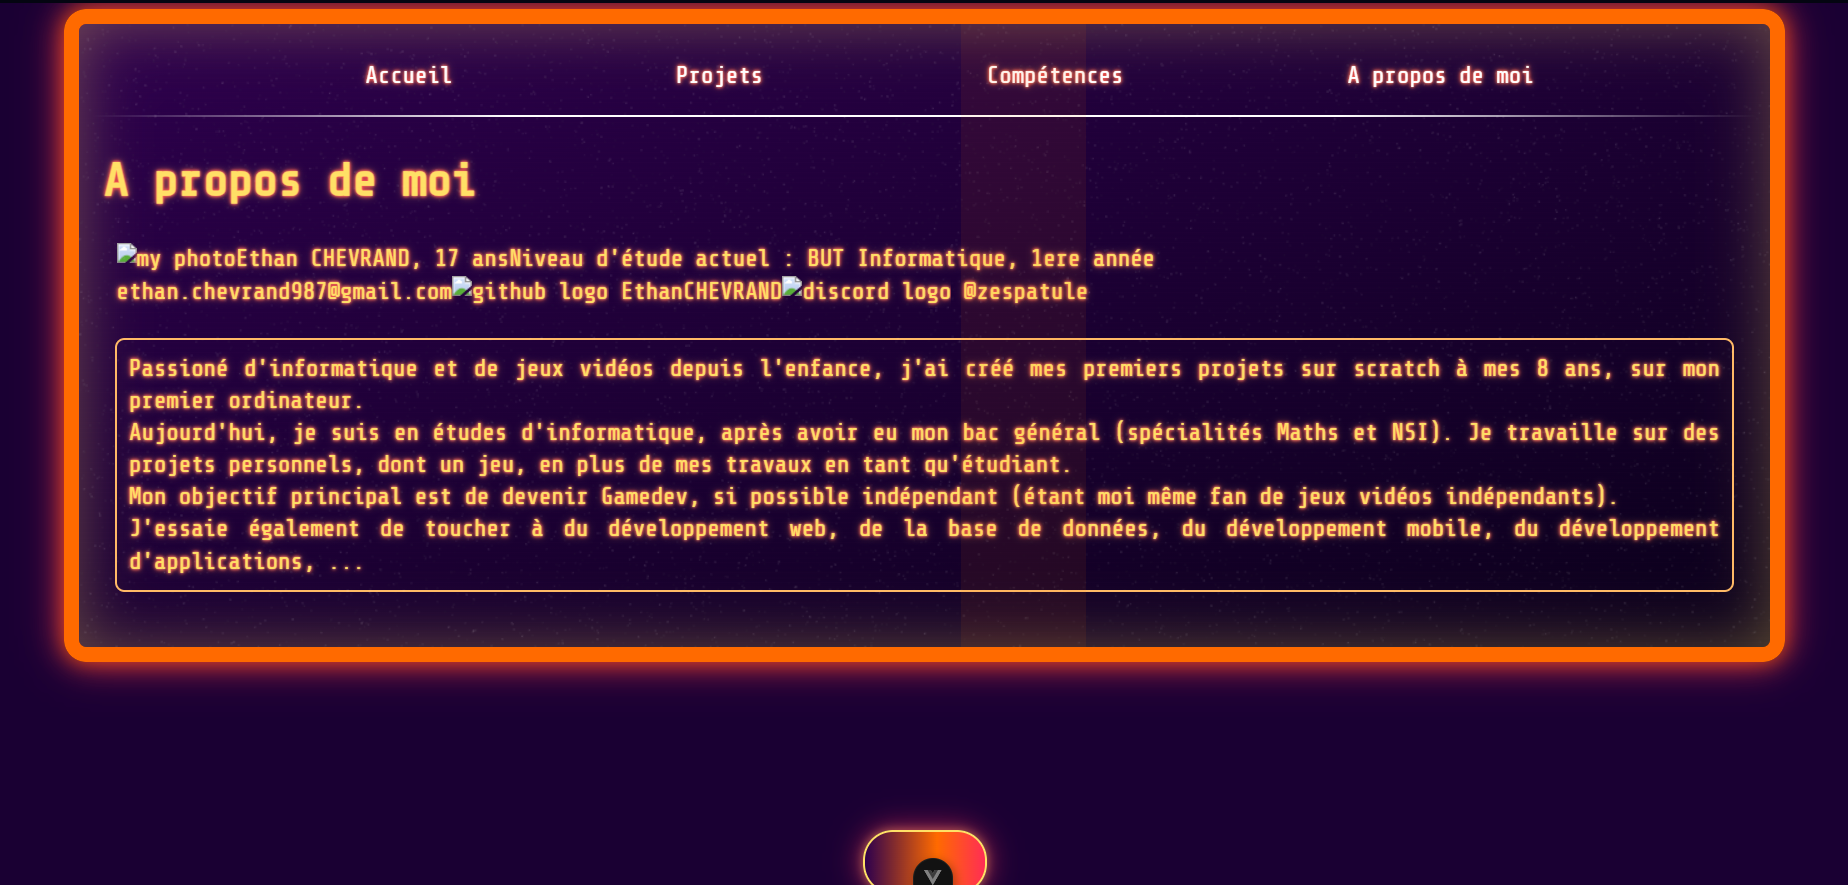 Accueil Projets Compétences A propos de moi
A propos de moi
my photoEthan CHEVRAND, 17 ansNiveau d'étude actuel : BUT Informatique, 1ere année
ethan.chevrand987@gmail.comgithub logo EthanCHEVRANDdiscord logo @zespatule
Passioné d'informatique et de jeux vidéos depuis l'enfance, j'ai créé mes premiers projets sur scratch à mes 8 ans, sur mon
premier ordinateur.
Aujourd'hui, je suis en études d'informatique, après avoir eu mon bac général (spécialités Maths et NSI). Je travaille sur des
projets personnels, dont un jeu, en plus de mes travaux en tant qu'étudiant.
Mon objectif principal est de devenir Gamedev, si possible indépendant (étant moi même fan de jeux vidéos indépendants).
J'essaie également de toucher à du développement web, de la base de données, du développement mobile, du développement
d'applications, ...